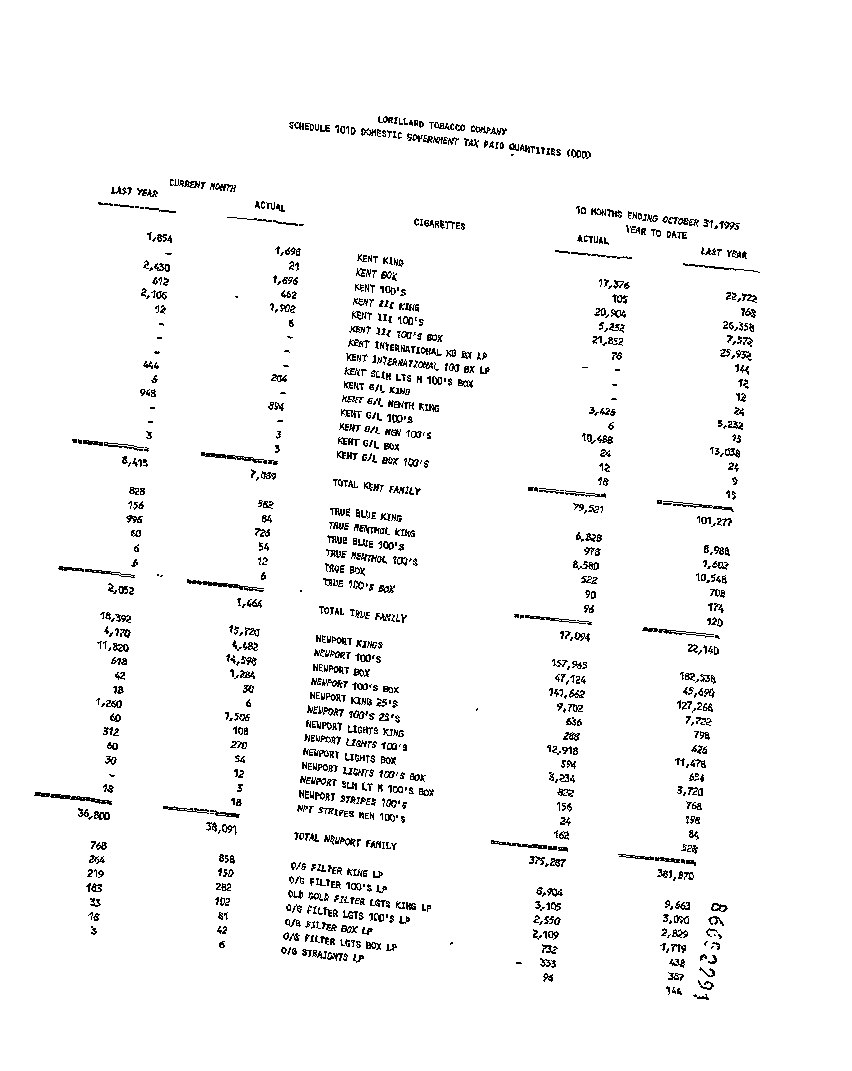 LORILLARD TOBACCO COMPANY
SCHEDULE 101D DOMESTIC GOVERNMENT TAX PAID QUANTITIES (000)
CURRENT MONTH 10 MONTHS ENDING OCTOBER 31,1995
YEAR TO DATE
LAST YEAR ACTUAL CIGARETTES ACTUAL LAST YEAR
1,854 1,698 KENT KING 17,376 22,722
- 21 KENT BOX 105 168
2,430 1,896 KENT 100'S 20,904 26,358
612 462 KENT III KING 5,232 7,572
2,106 1,902 KENT III 100'S 21,852 25,932
12 6 KENT III 100'S BOX 78 144
- - KENT INTERNATIONAL KG BX LP - 12
- - KENT INTERNATIONAL 100 BX LP - 12
- - KENT SLIM LTS M 100'S BOX - 24
444 204 KENT G/L KING 3,426 5,232
6 - KENT G/L MENTH KING 6 15
948 894 KENT G/L 100'S 10,488 13,038
- - KENT G/L MEN 100'S 24 24
- 3 KENT G/L BOX 12 9
3 3 KENT G/L BOX 100'S 18 15
8,415 7,089 TOTAL KENT FAMILY 79,521 101,277
828 582 TRUE BLUE KING 6,828 8,988
156 84 TRUE MENTHOL KING 978 1,602
996 726 TRUE BLUE 100'S 8,580 10,548
60 54 TRUE MENTHOL 100'S 522 708
6 12 TRUE BOX 90 174
6 6 TRUE 100'S BOX 96 120
2,052 1,464 TOTAL TRUE FAMILY 17,094 22,140
18,392 15,720 NEWPORT KINGS 157,965 182,538
4,170 4,482 NEWPORT 100'S 47,124 45,690
11,820 14,598 NEWPORT BOX 141,662 127,266
618 1,284 NEWPORT 100'S BOX 9,702 7,722
42 30 NEWPORT KING 25'S 636 798
18 6 NEWPORT 100'S 25'S 288 426
1,260 1,506 NEWPORT LIGHTS KING 12,918 11,478
60 108 NEWPORT LIGHTS 100'S 594 654
312 270 NEWPORT LIGHTS BOX 3,234 3,720
60 54 NEWPORT LIGHTS 100'S BOX 822 768
30 12 NEWPORT SLM LT M 100'S BOX 156 198
- 3 NEWPORT STRIPES 100'S 24 84
18 18 NPT STRIPES MEN 100'S 162 528
36,800 38,091 TOTAL NEWPORT FAMILY 375,287 381,870
768 858 O/G FILTER KING LP 6,904 9,663
264 150 O/G FILTER 100'S LP 3,105 3,090
219 282 OLD GOLD FILTER LGTS KING LP 2,550 2,829
183 102 O/G FILTER LGTS 100'S LP 2,109 1,719
33 81 O/G FILTER BOX LP 732 438
18 42 O/G FILTER LGTS BOX LP 333 387
3 6 O/G STRAIGHTS LP 96 144